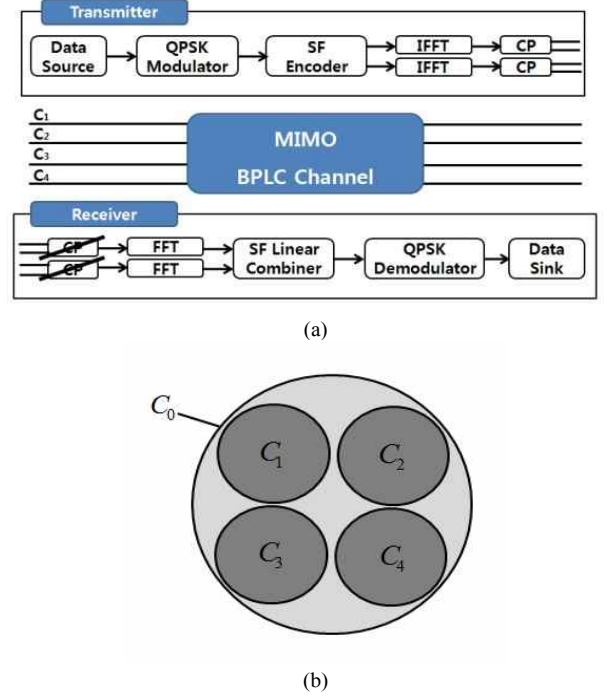 Transmitter
Data Source
QPSK Modulator
SF Encoder
IFFT
CP
IFFT
CP
C₁
C₂
C₃
C₄
MIMO
BPLC Channel
Receiver
CP
FFT
CP
FFT
SF Linear Combiner
QPSK Demodulator
Data Sink
(a)
C₀
C₁
C₂
C₃
C₄
(b)